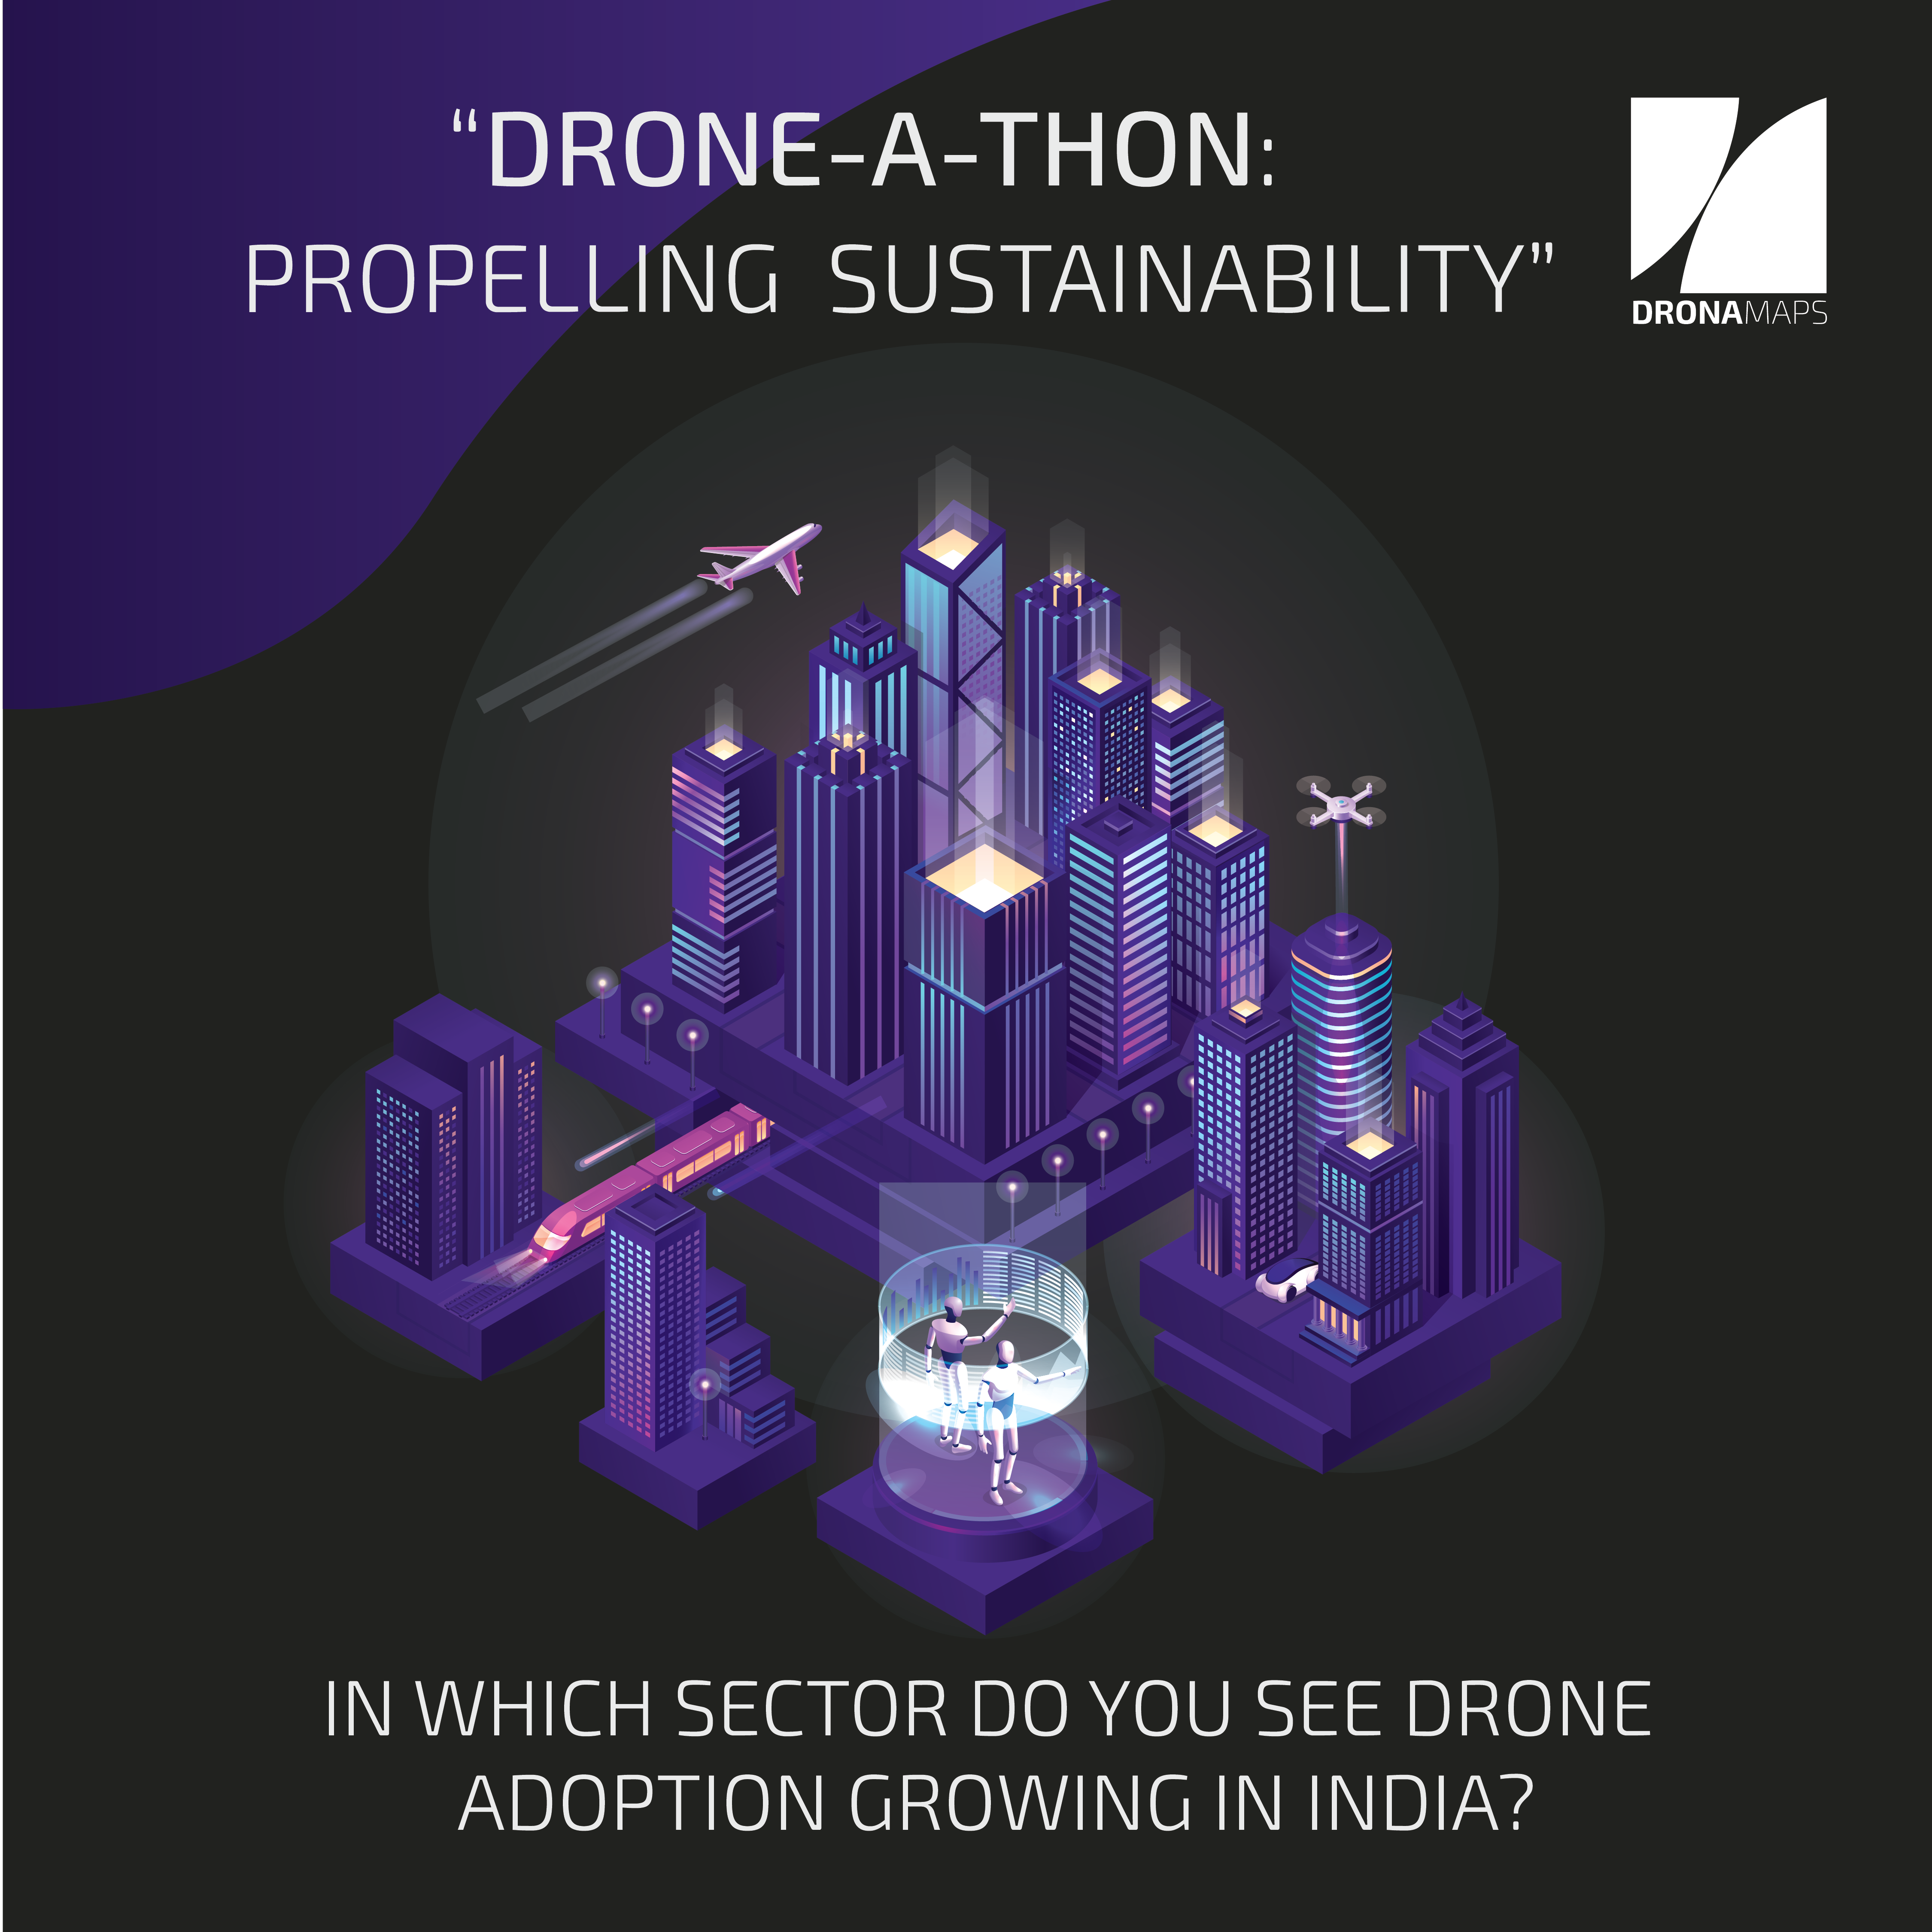 “DRONE-A-THON:
PROPELLING SUSTAINABILITY”
DRONAMAPS
IN WHICH SECTOR DO YOU SEE DRONE
ADOPTION GROWING IN INDIA?